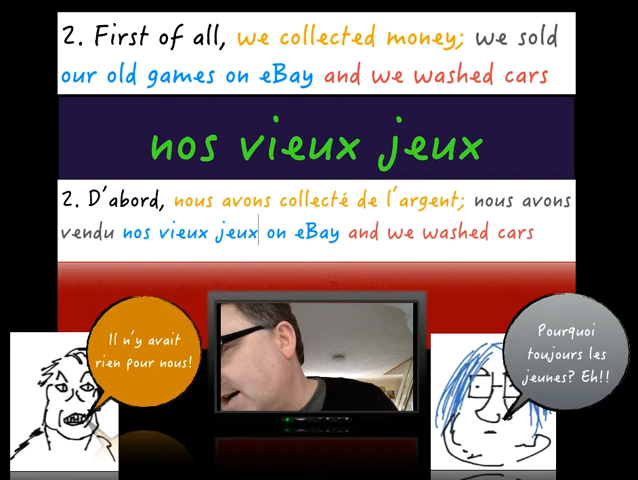 2. First of all, we collected money; we sold
our old games on eBay and we washed cars
nos vieux jeux
2. D'abord, nous avons collecté de l'argent; nous avons
vendu nos vieux jeux on eBay and we washed cars
Il n'y avait
rien pour nous!
Pourquoi
toujours les
jeunes? Eh!!